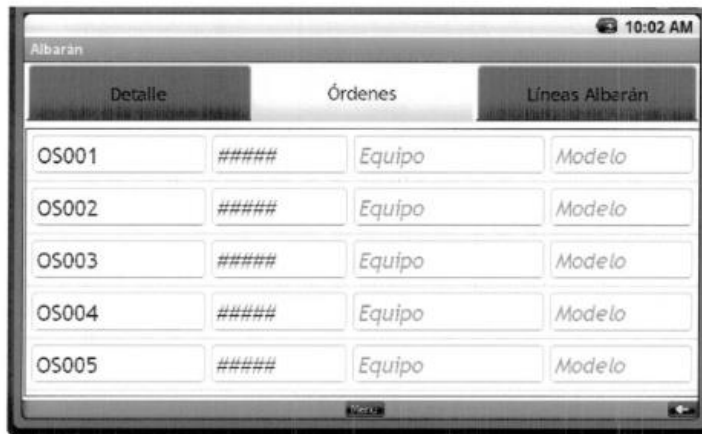 10:02 AM
Albarán
Detalle Órdenes Líneas Albarán
OS001 ##### Equipo Modelo
OS002 ##### Equipo Modelo
OS003 ##### Equipo Modelo
OS004 ##### Equipo Modelo
OS005 ##### Equipo Modelo
Menu